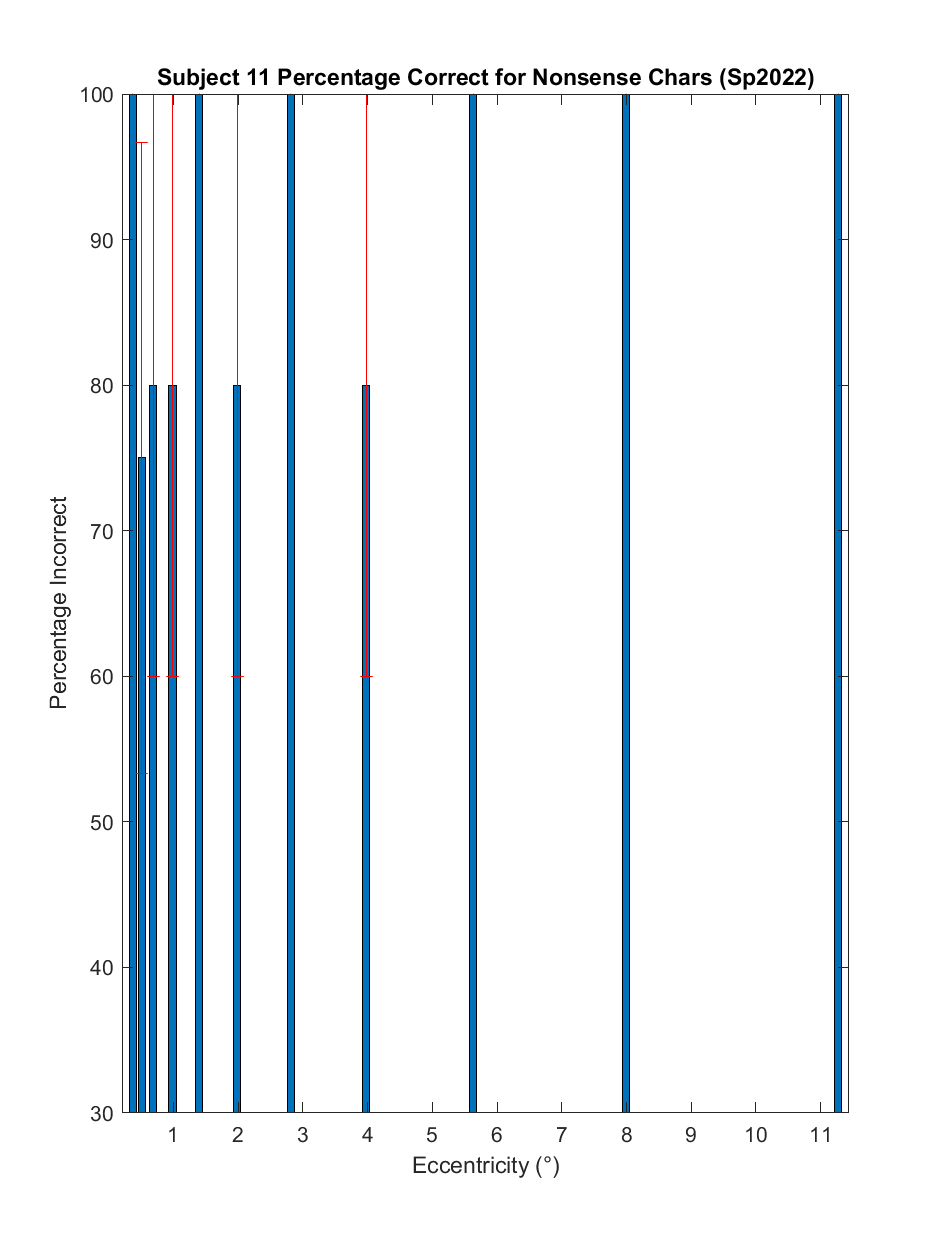 Subject 11 Percentage Correct for Nonsense Chars (Sp2022)
100
90
80
70
60
50
40
30
Percentage Incorrect
1 2 3 4 5 6 7 8 9 10 11
Eccentricity (°)